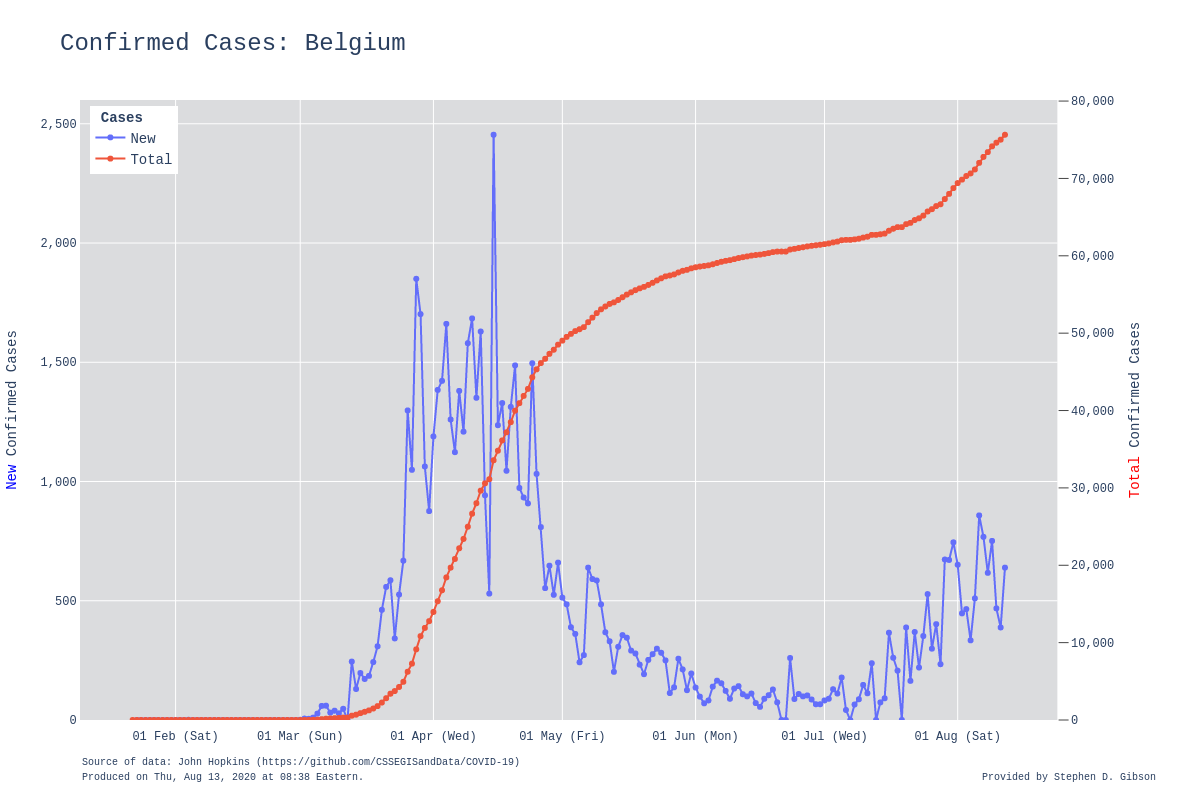 Confirmed Cases: Belgium
Cases
New
Total
2,500
2,000
1,500
1,000
500
0
New Confirmed Cases
80,000
70,000
60,000
50,000
40,000
30,000
20,000
10,000
0
Total Confirmed Cases
01 Feb (Sat) 01 Mar (Sun) 01 Apr (Wed) 01 May (Fri) 01 Jun (Mon) 01 Jul (Wed) 01 Aug (Sat)
Source of data: John Hopkins (https://github.com/CSSEGISandData/COVID-19)
Produced on Thu, Aug 13, 2020 at 08:38 Eastern.
Provided by Stephen D. Gibson